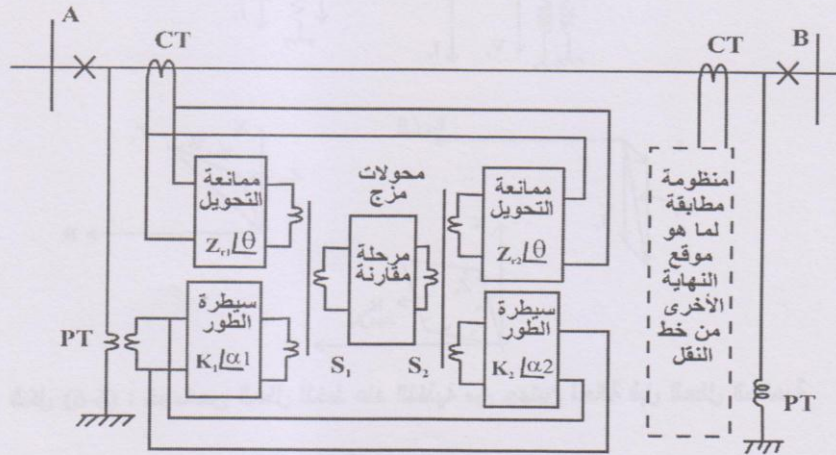 A
B
CT
CT
محولات
مزج
ممانعة
التحويل
Zr1∠θ
مرحلة
مقارنة
ممانعة
التحويل
Zr2∠θ
منظومة
مطابقة
لما هو
موقع
النهاية
الأخرى
من خط
النقل
PT
سيطرة
الطور
K1∠α1
S1
S2
سيطرة
الطور
K2∠α2
PT